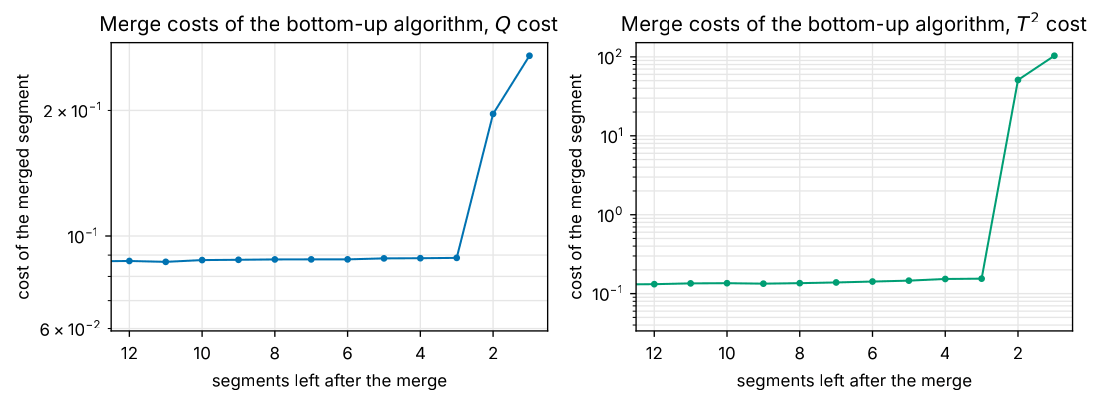 Merge costs of the bottom-up algorithm, Q cost
cost of the merged segment
2 × 10⁻¹
10⁻¹
6 × 10⁻²
12 10 8 6 4 2
segments left after the merge
Merge costs of the bottom-up algorithm, T² cost
cost of the merged segment
10²
10¹
10⁰
10⁻¹
12 10 8 6 4 2
segments left after the merge